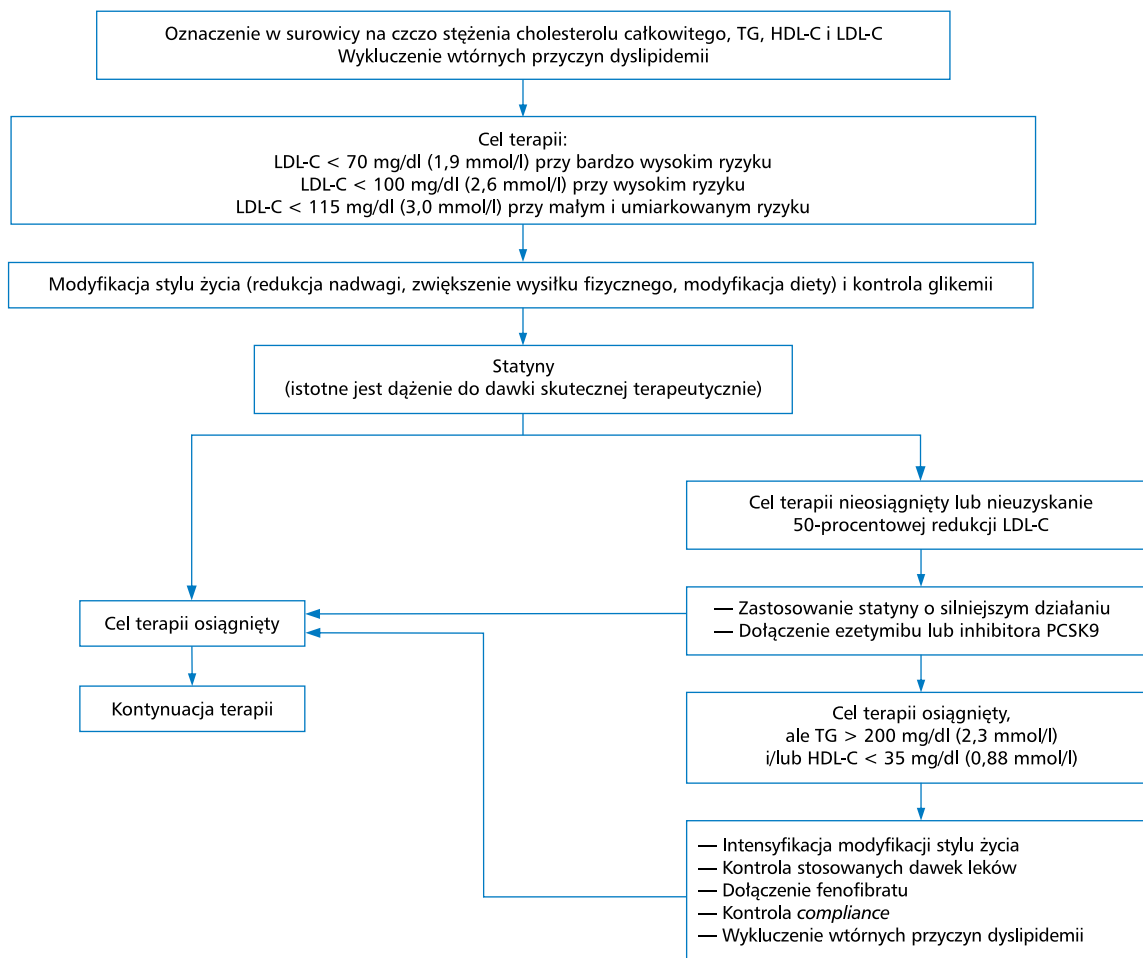 Oznaczenie w surowicy na czczo stężenia cholesterolu całkowitego, TG, HDL-C i LDL-C
Wykluczenie wtórnych przyczyn dyslipidemii
Cel terapii:
LDL-C < 70 mg/dl (1,9 mmol/l) przy bardzo wysokim ryzyku
LDL-C < 100 mg/dl (2,6 mmol/l) przy wysokim ryzyku
LDL-C < 115 mg/dl (3,0 mmol/l) przy małym i umiarkowanym ryzyku
Modyfikacja stylu życia (redukcja nadwagi, zwiększenie wysiłku fizycznego, modyfikacja diety) i kontrola glikemii
Statyny
(istotne jest dążenie do dawki skutecznej terapeutycznie)
Cel terapii nieosiągnięty lub nieuzyskanie
50-procentowej redukcji LDL-C
— Zastosowanie statyny o silniejszym działaniu
— Dołączenie ezetymibu lub inhibitora PCSK9
Cel terapii osiągnięty
Kontynuacja terapii
Cel terapii osiągnięty,
ale TG > 200 mg/dl (2,3 mmol/l)
i/lub HDL-C < 35 mg/dl (0,88 mmol/l)
— Intensyfikacja modyfikacji stylu życia
— Kontrola stosowanych dawek leków
— Dołączenie fenofibratu
— Kontrola compliance
— Wykluczenie wtórnych przyczyn dyslipidemii